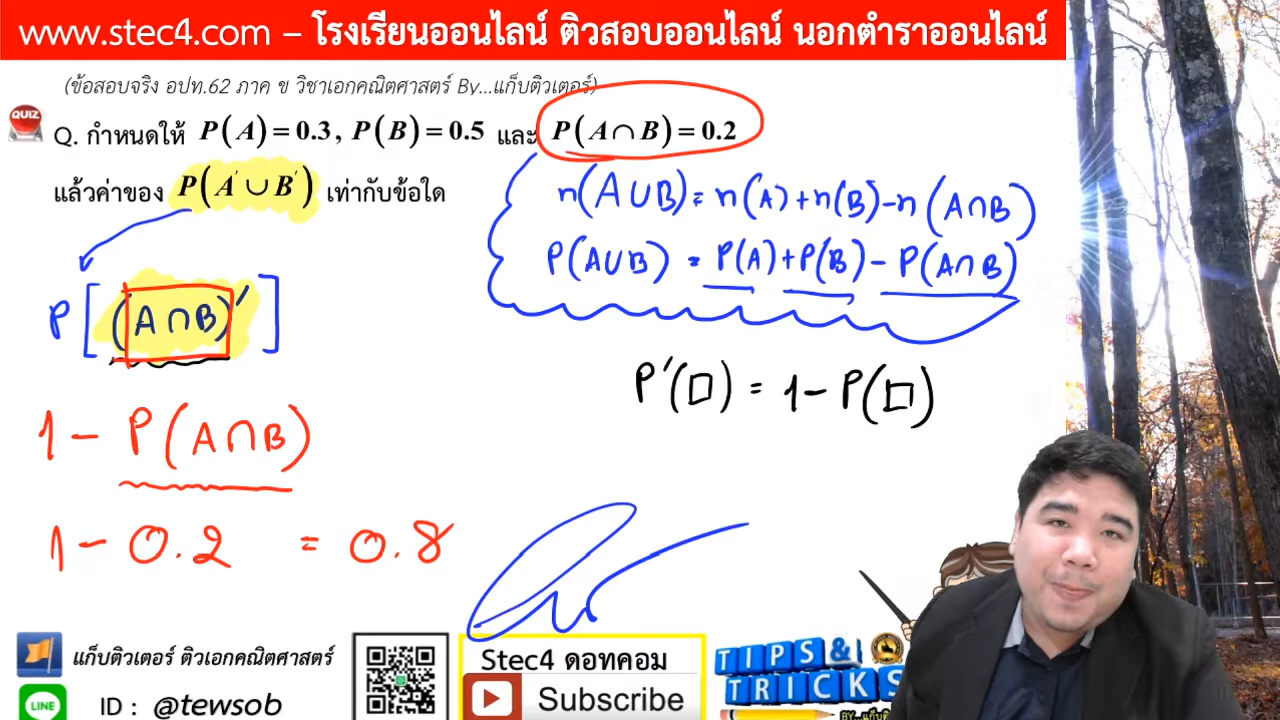 www.stec4.com – โรงเรียนออนไลน์ ติวสอบออนไลน์ นอกตำราออนไลน์
(ข้อสอบจริง อปท.62 ภาค ข วิชาเอกคณิตศาสตร์ By...แก็บติวเตอร์)
QUIZ
Q. กำหนดให้ P(A)=0.3, P(B)=0.5 และ P(A∩B)=0.2
แล้วค่าของ P(A′∪B′) เท่ากับข้อใด
n(A∪B) = n(A)+n(B)-n(A∩B)
P(A∪B) = P(A)+P(B)-P(A∩B)
P[(A∩B)′]
P′(□) = 1-P(□)
1-P(A∩B)
1-0.2 = 0.8
แก็บติวเตอร์ ติวเอกคณิตศาสตร์
LINE
ID : @tewsob
Stec4 ดอทคอม
Subscribe
TIPS &
TRICKS